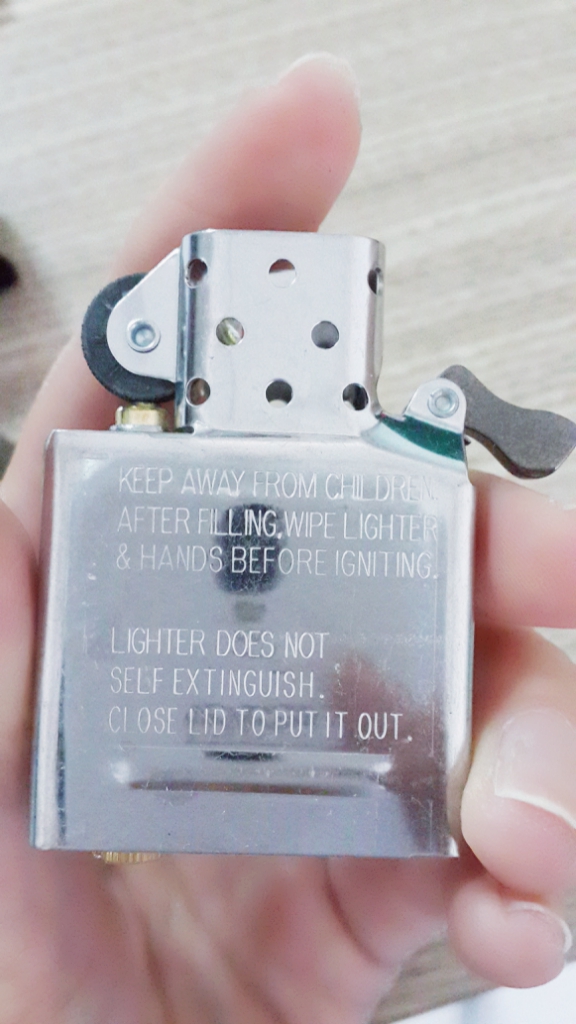 KEEP AWAY FROM CHILDREN.
AFTER FILLING, WIPE LIGHTER
& HANDS BEFORE IGNITING.
LIGHTER DOES NOT
SELF EXTINGUISH.
CLOSE LID TO PUT IT OUT.